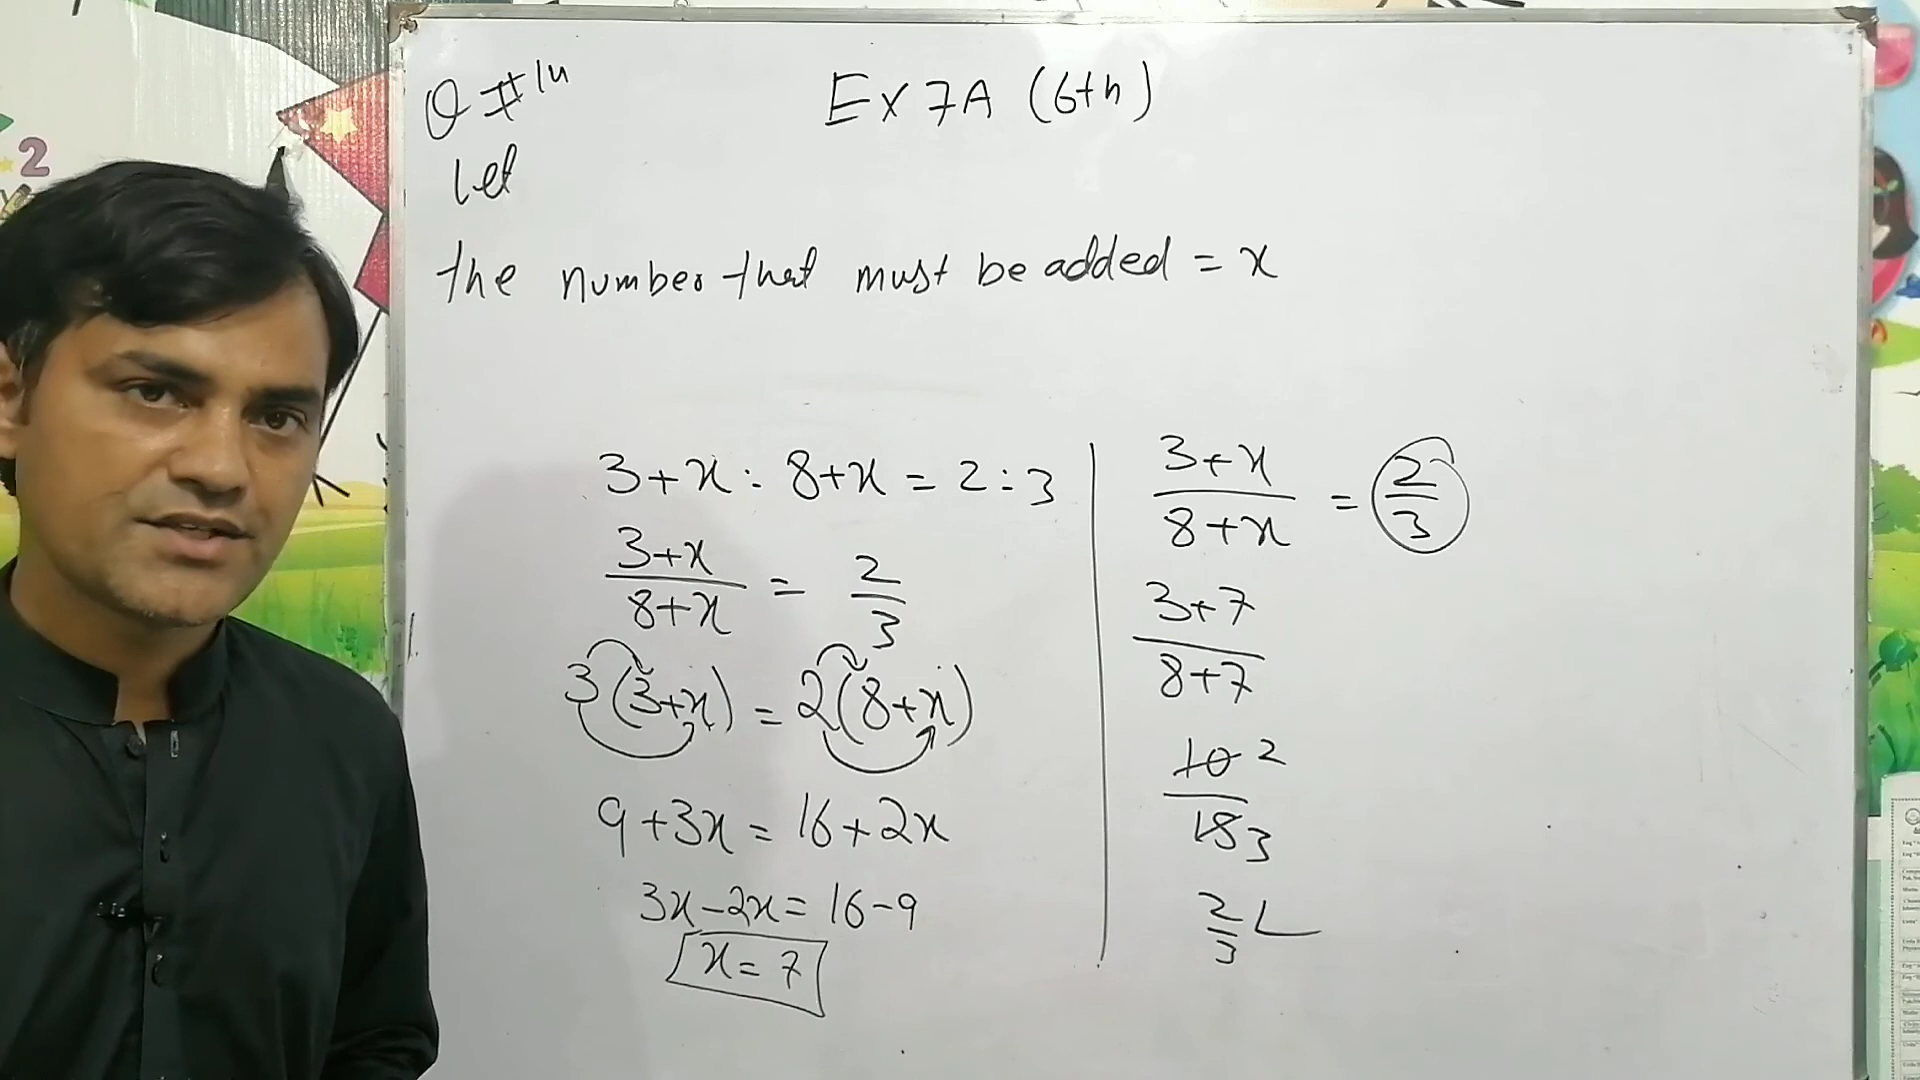 Q #14
Ex 7A (6th)
Let
the number that must be added = x
3+x : 8+x = 2:3
3+x/8+x = 2/3
3(3+x) = 2(8+x)
9+3x = 16+2x
3x-2x = 16-9
x = 7
3+x/8+x = 2/3
3+7/8+7
10 2/15 3
2/3
2